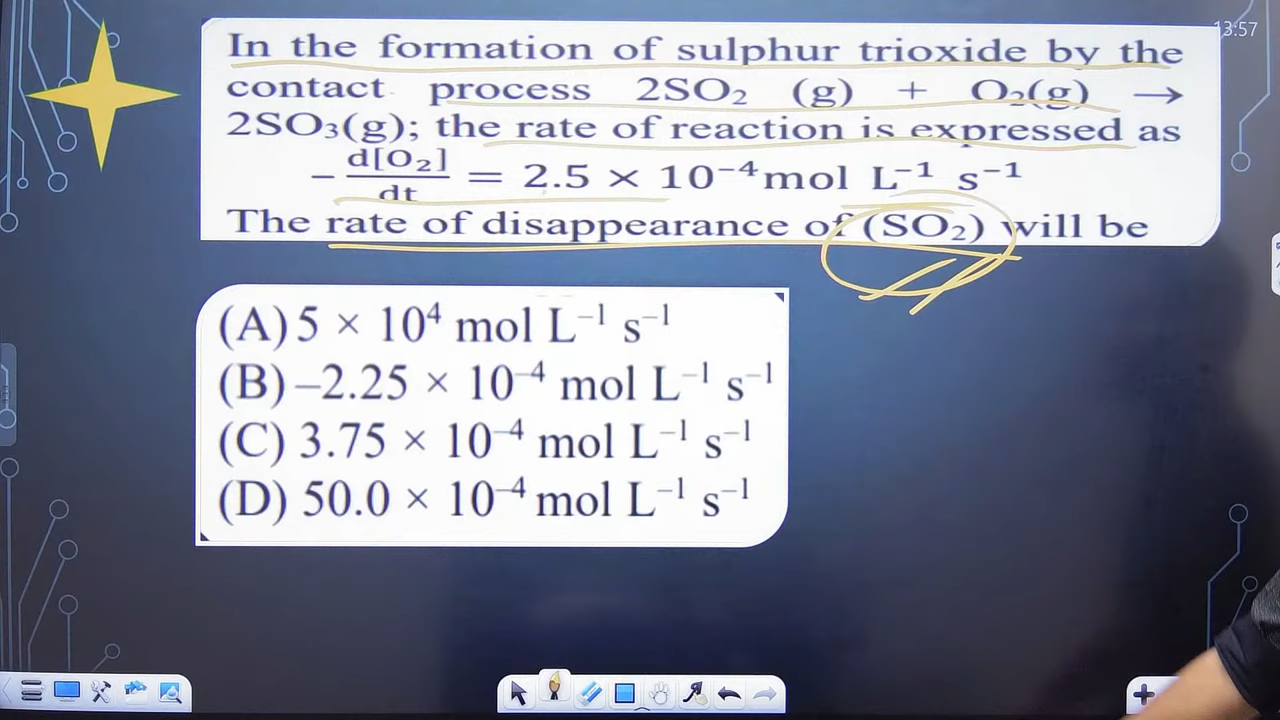 13:57
In the formation of sulphur trioxide by the
contact process 2SO₂ (g) + O₂(g) →
2SO₃(g); the rate of reaction is expressed as
−d[O₂]/dt = 2.5 × 10⁻⁴mol L⁻¹ s⁻¹
The rate of disappearance of (SO₂) will be
(A) 5 × 10⁴ mol L⁻¹ s⁻¹
(B) –2.25 × 10⁻⁴ mol L⁻¹ s⁻¹
(C) 3.75 × 10⁻⁴ mol L⁻¹ s⁻¹
(D) 50.0 × 10⁻⁴ mol L⁻¹ s⁻¹